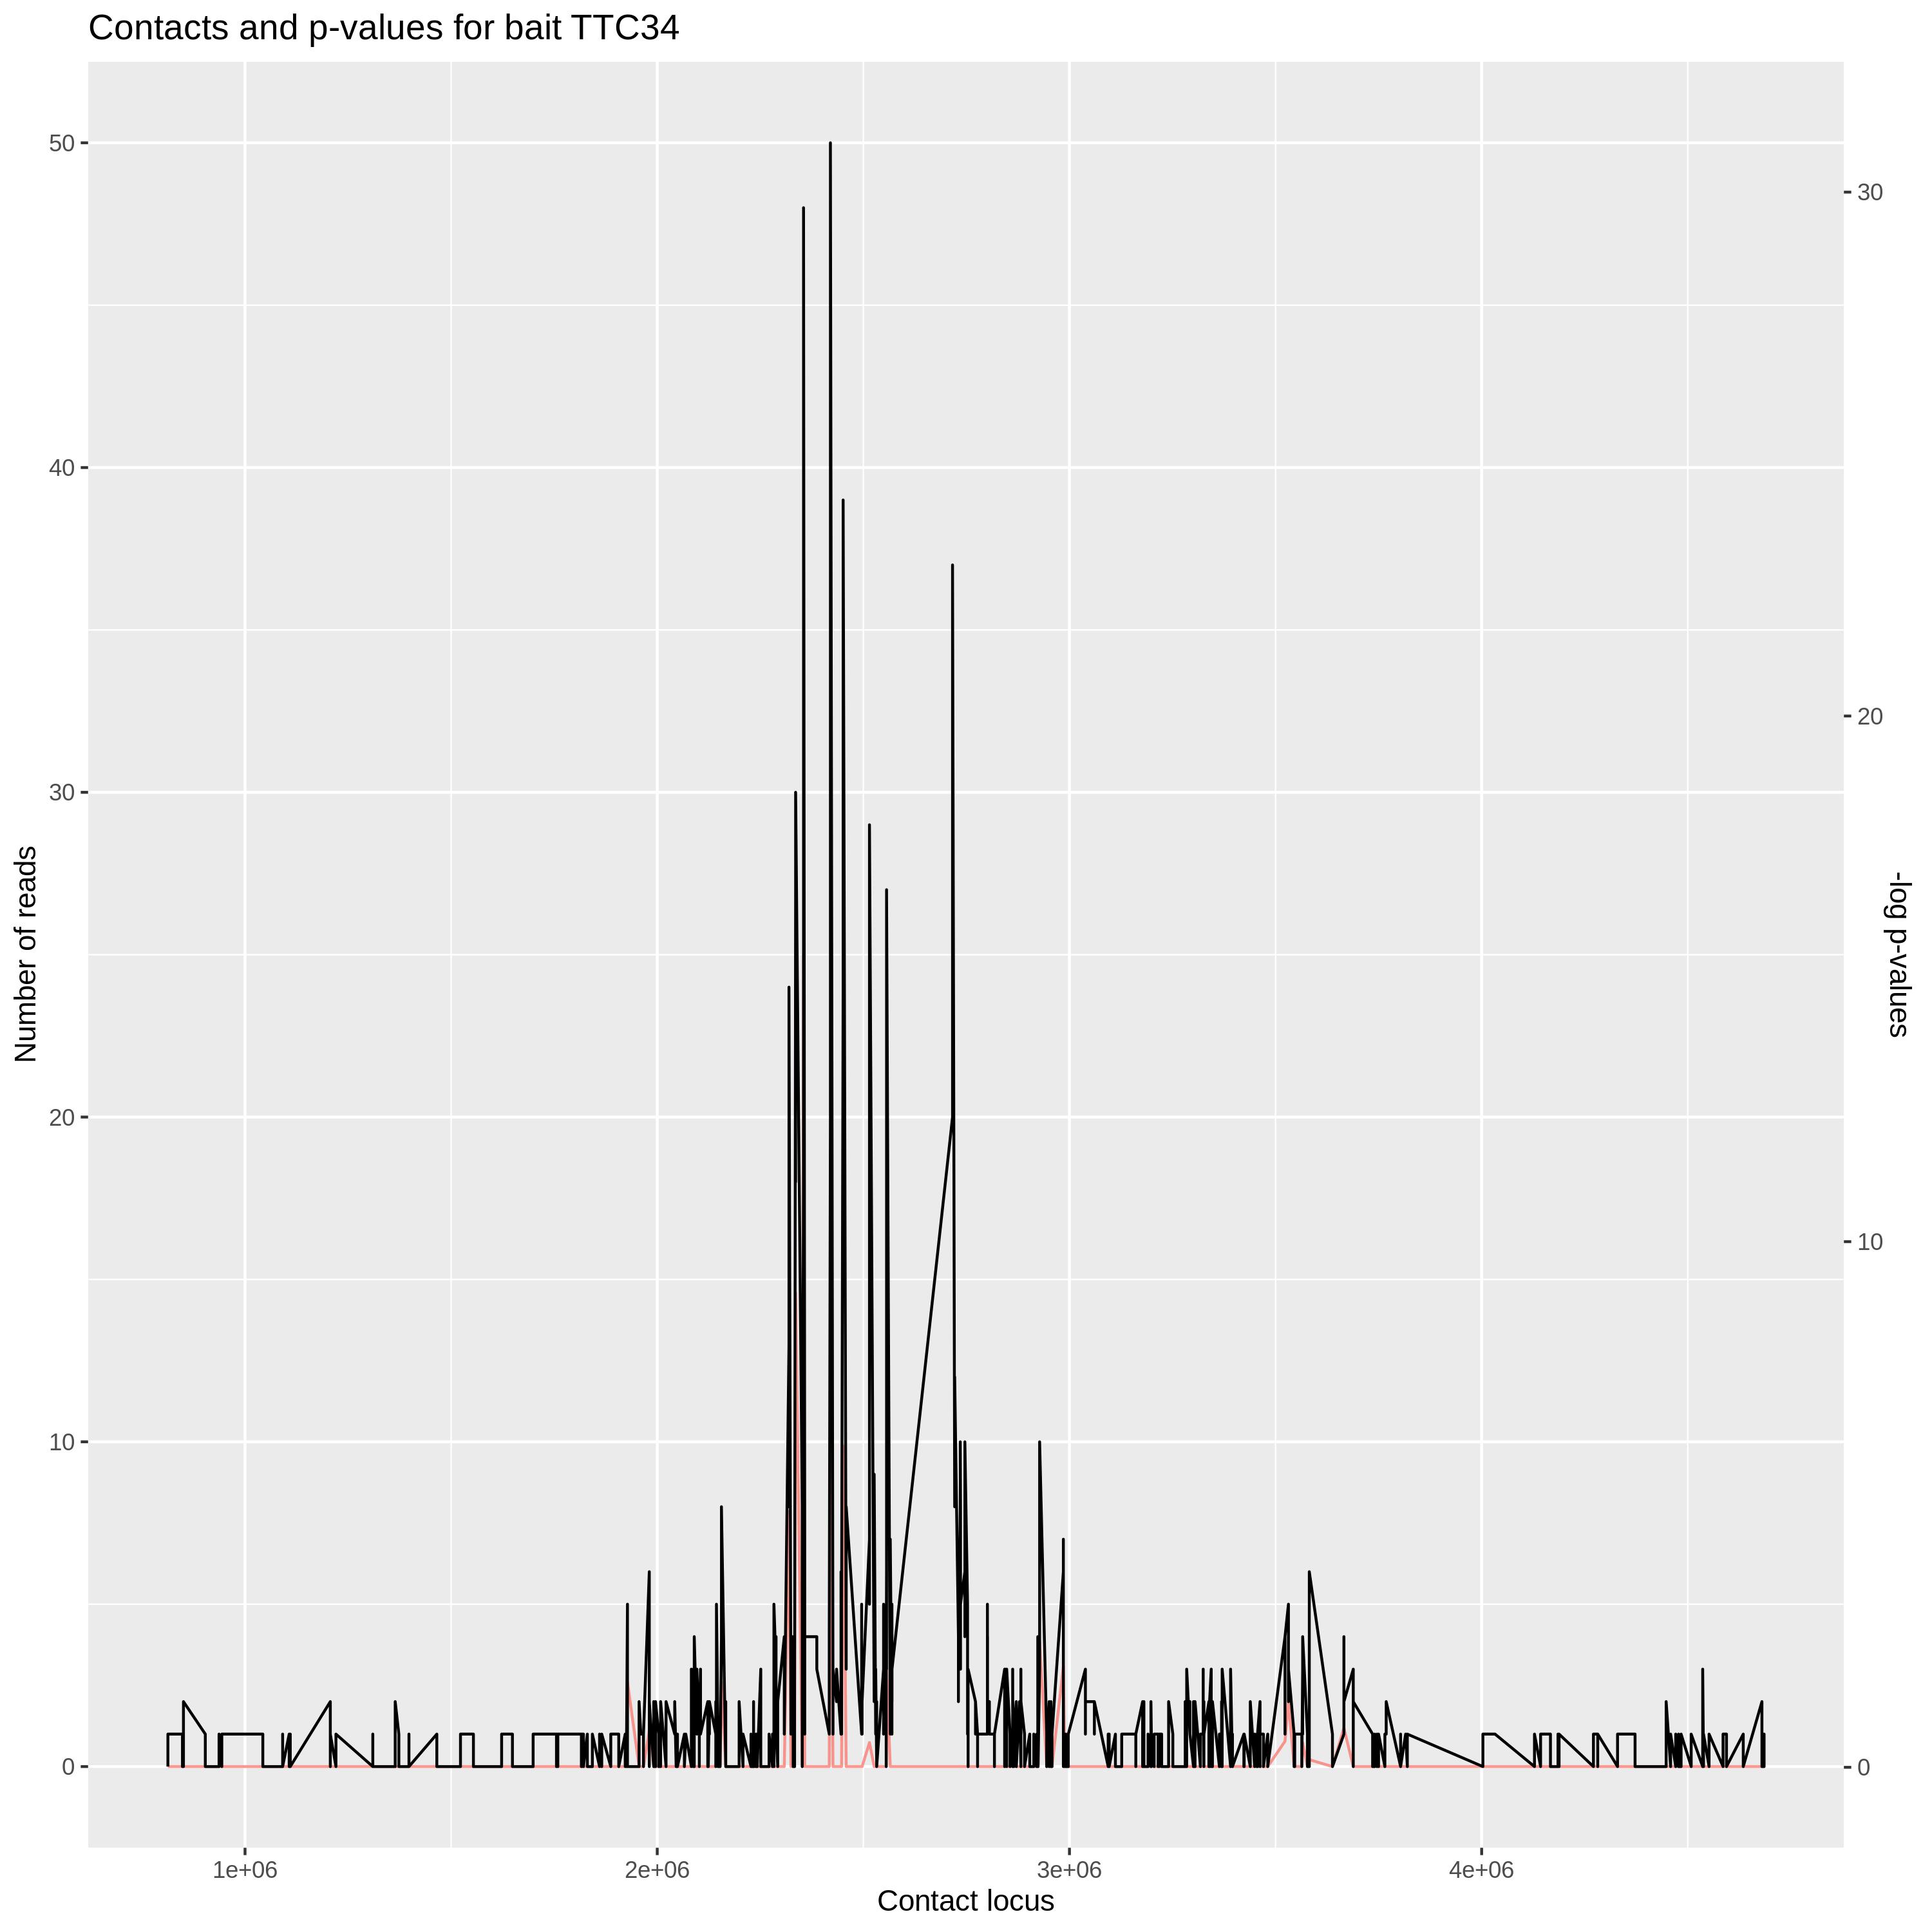 Contacts and p-values for bait TTC34
50
40
30
20
10
0
Number of reads
30
20
10
0
-log p-values
1e+06 2e+06 3e+06 4e+06
Contact locus